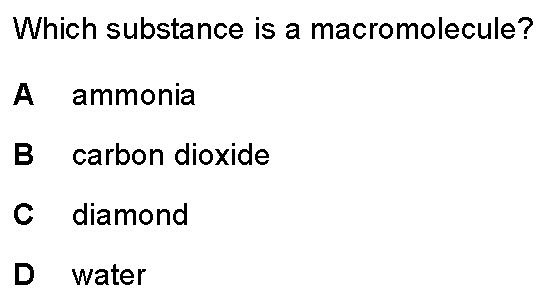 Which substance is a macromolecule?
A ammonia
B carbon dioxide
C diamond
D water